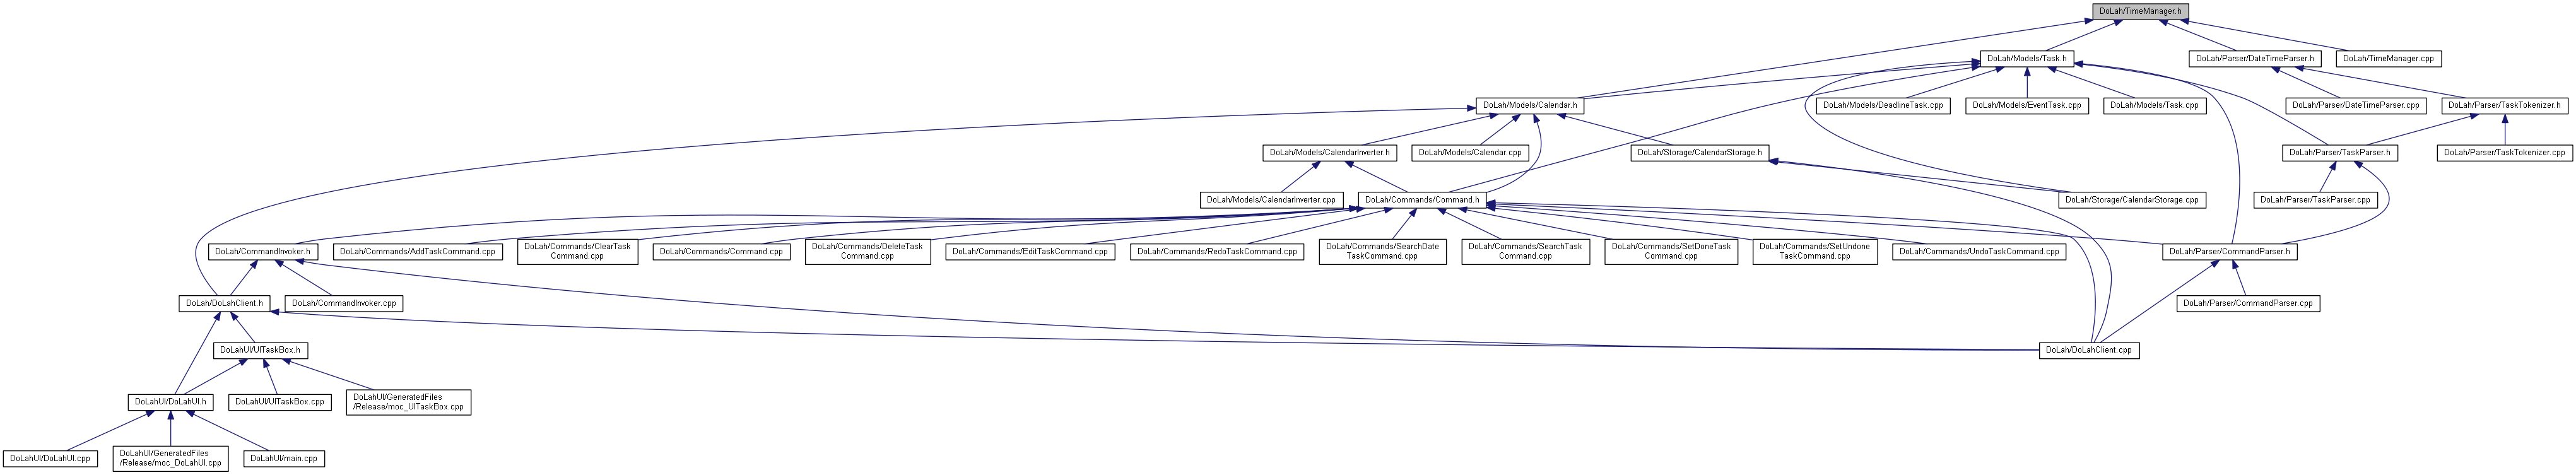 DoLah/TimeManager.h
DoLah/Models/Task.h
DoLah/Parser/DateTimeParser.h
DoLah/TimeManager.cpp
DoLah/Models/Calendar.h
DoLah/Models/DeadlineTask.cpp
DoLah/Models/EventTask.cpp
DoLah/Models/Task.cpp
DoLah/Parser/DateTimeParser.cpp
DoLah/Parser/TaskTokenizer.h
DoLah/Models/CalendarInverter.h
DoLah/Models/Calendar.cpp
DoLah/Storage/CalendarStorage.h
DoLah/Parser/TaskParser.h
DoLah/Parser/TaskTokenizer.cpp
DoLah/Models/CalendarInverter.cpp
DoLah/Commands/Command.h
DoLah/Storage/CalendarStorage.cpp
DoLah/Parser/TaskParser.cpp
DoLah/CommandInvoker.h
DoLah/Commands/AddTaskCommand.cpp
DoLah/Commands/ClearTask
Command.cpp
DoLah/Commands/Command.cpp
DoLah/Commands/DeleteTask
Command.cpp
DoLah/Commands/EditTaskCommand.cpp
DoLah/Commands/RedoTaskCommand.cpp
DoLah/Commands/SearchDate
TaskCommand.cpp
DoLah/Commands/SearchTask
Command.cpp
DoLah/Commands/SetDoneTask
Command.cpp
DoLah/Commands/SetUndone
TaskCommand.cpp
DoLah/Commands/UndoTaskCommand.cpp
DoLah/Parser/CommandParser.h
DoLah/DoLahClient.h
DoLah/CommandInvoker.cpp
DoLah/Parser/CommandParser.cpp
DoLahUI/UITaskBox.h
DoLah/DoLahClient.cpp
DoLahUI/DoLahUI.h
DoLahUI/UITaskBox.cpp
DoLahUI/GeneratedFiles
/Release/moc_UITaskBox.cpp
DoLahUI/DoLahUI.cpp
DoLahUI/GeneratedFiles
/Release/moc_DoLahUI.cpp
DoLahUI/main.cpp